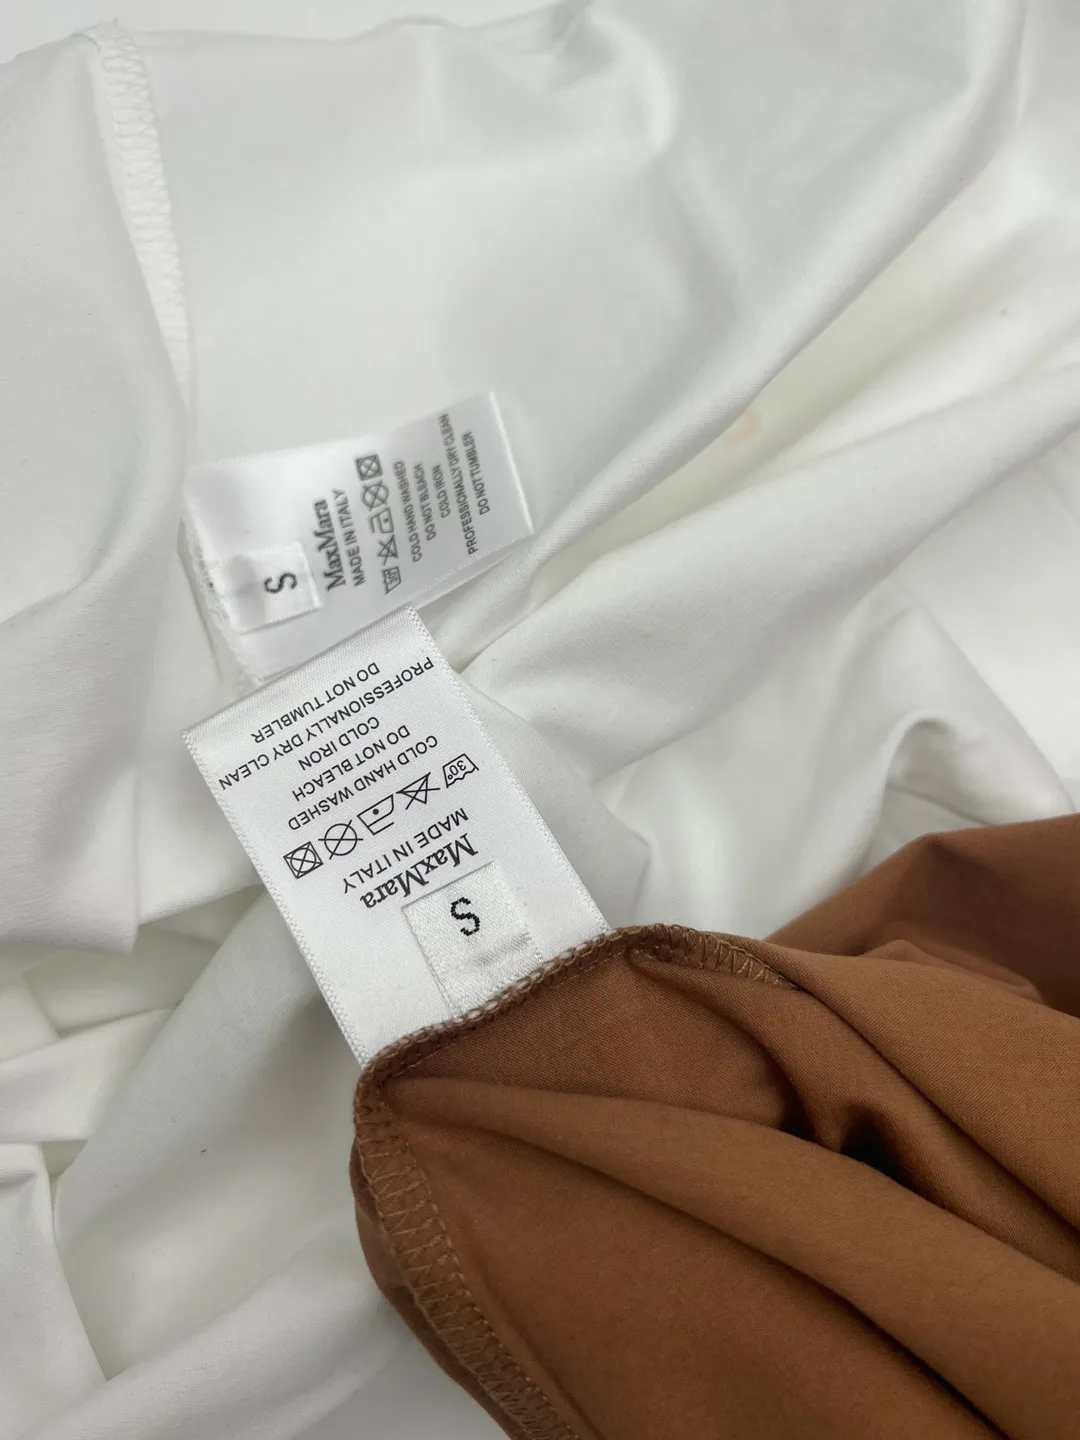 S
MaxMara
MADE IN ITALY
COLD HAND WASHED
DO NOT BLEACH
COLD IRON
PROFESSIONALLY DRY CLEAN
DO NOT TUMBLER
S
MaxMara
MADE IN ITALY
30°
COLD HAND WASHED
DO NOT BLEACH
COLD IRON
PROFESSIONALLY DRY CLEAN
DO NOT TUMBLER